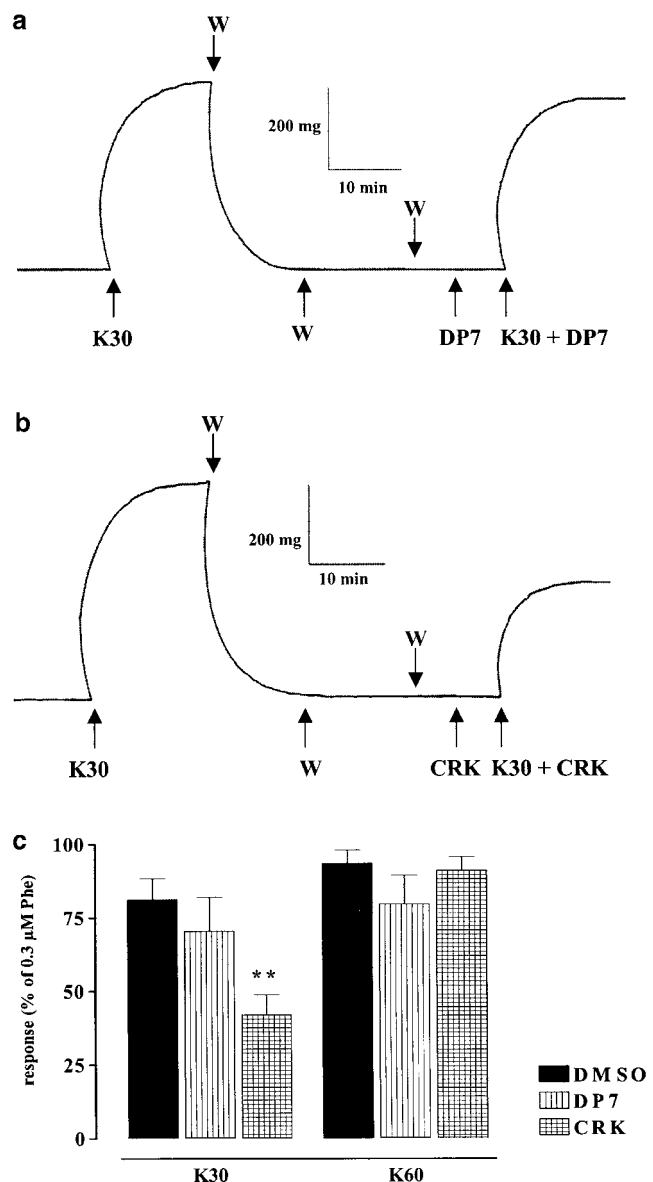 a
W
200 mg
10 min
W
K30
W
DP7
K30 + DP7
b
W
200 mg
10 min
W
K30
W
CRK
K30 + CRK
c
response (% of 0.3 µM Phe)
100
75
50
25
0
**
K30
K60
DMSO
DP7
CRK